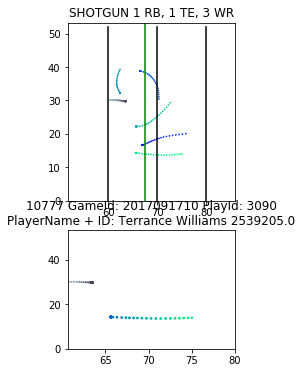 SHOTGUN 1 RB, 1 TE, 3 WR
50
40
30
20
10
0
60 70 80
10777 GameId: 2017091710 PlayId: 3090
PlayerName + ID: Terrance Williams 2539205.0
40
20
0
65 70 75 80